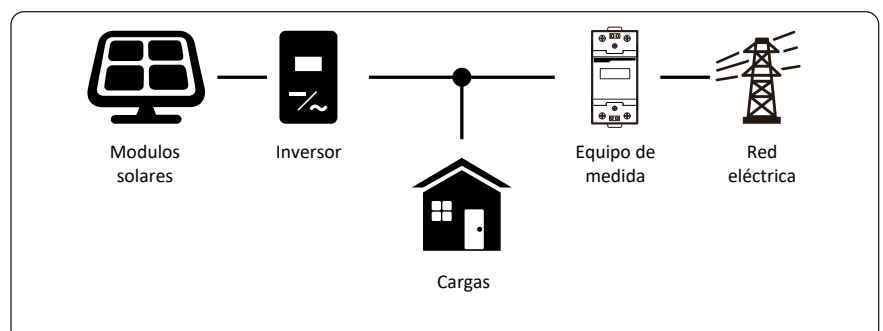 Modulos
solares
Inversor
Equipo de
medida
Red
eléctrica
Cargas